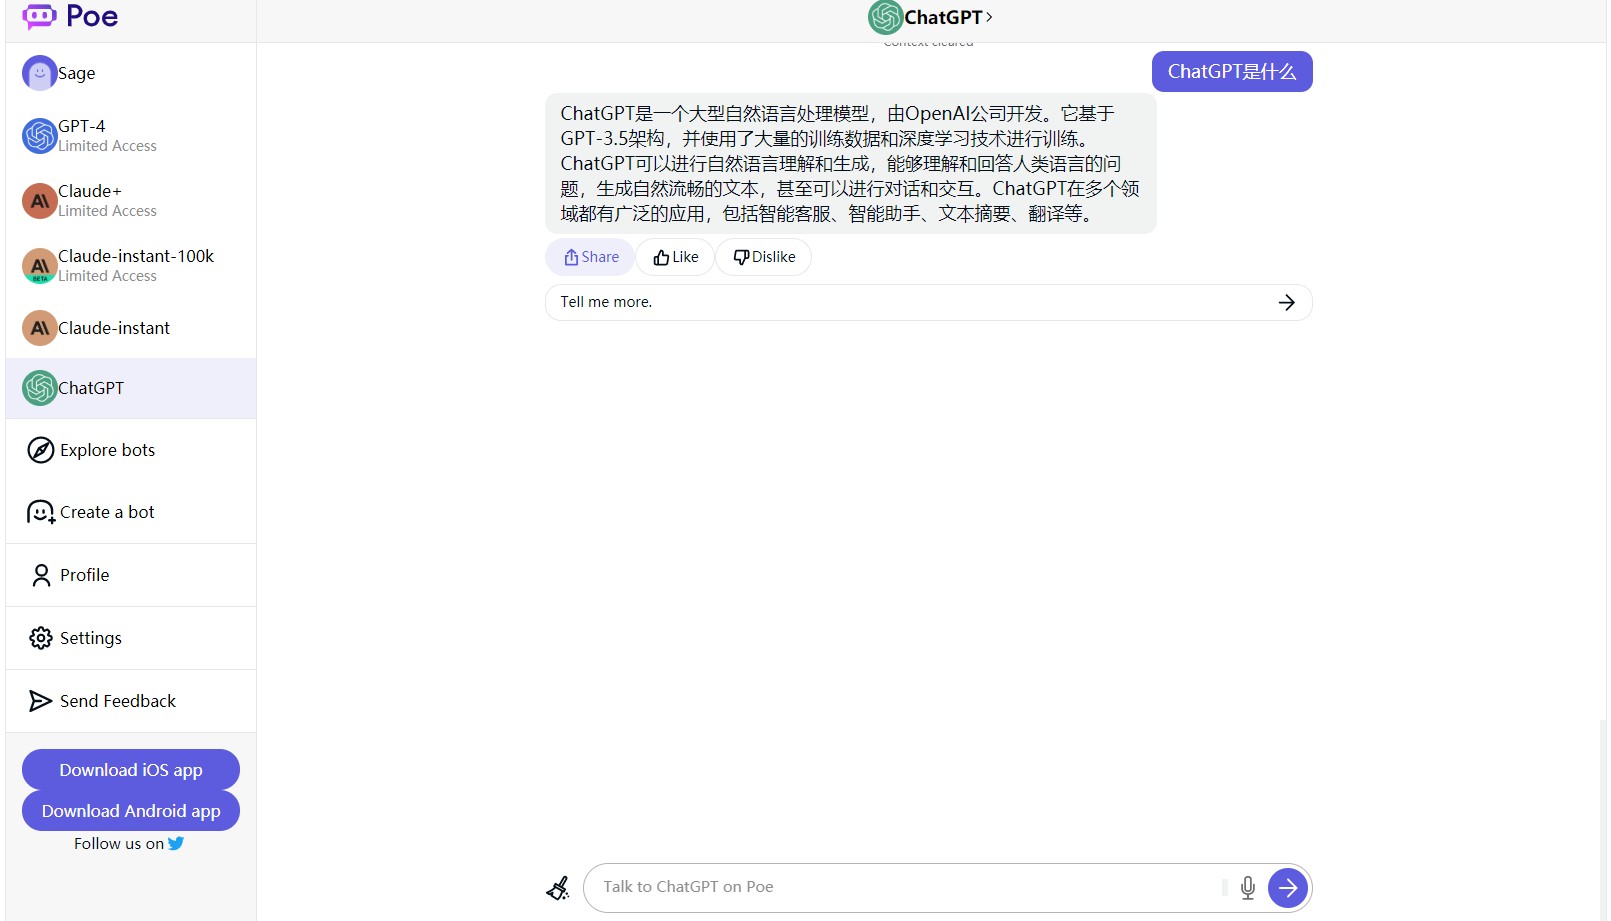 Poe
Sage
GPT-4
Limited Access
Claude+
Limited Access
Claude-instant-100k
Limited Access
BETA
Claude-instant
ChatGPT
Explore bots
Create a bot
Profile
Settings
Send Feedback
Download iOS app
Download Android app
Follow us on
ChatGPT
Context cleared
ChatGPT是什么
ChatGPT是一个大型自然语言处理模型，由OpenAI公司开发。它基于
GPT-3.5架构，并使用了大量的训练数据和深度学习技术进行训练。
ChatGPT可以进行自然语言理解和生成，能够理解和回答人类语言的问
题，生成自然流畅的文本，甚至可以进行对话和交互。ChatGPT在多个领
域都有广泛的应用，包括智能客服、智能助手、文本摘要、翻译等。
Share Like Dislike
Tell me more.
Talk to ChatGPT on Poe